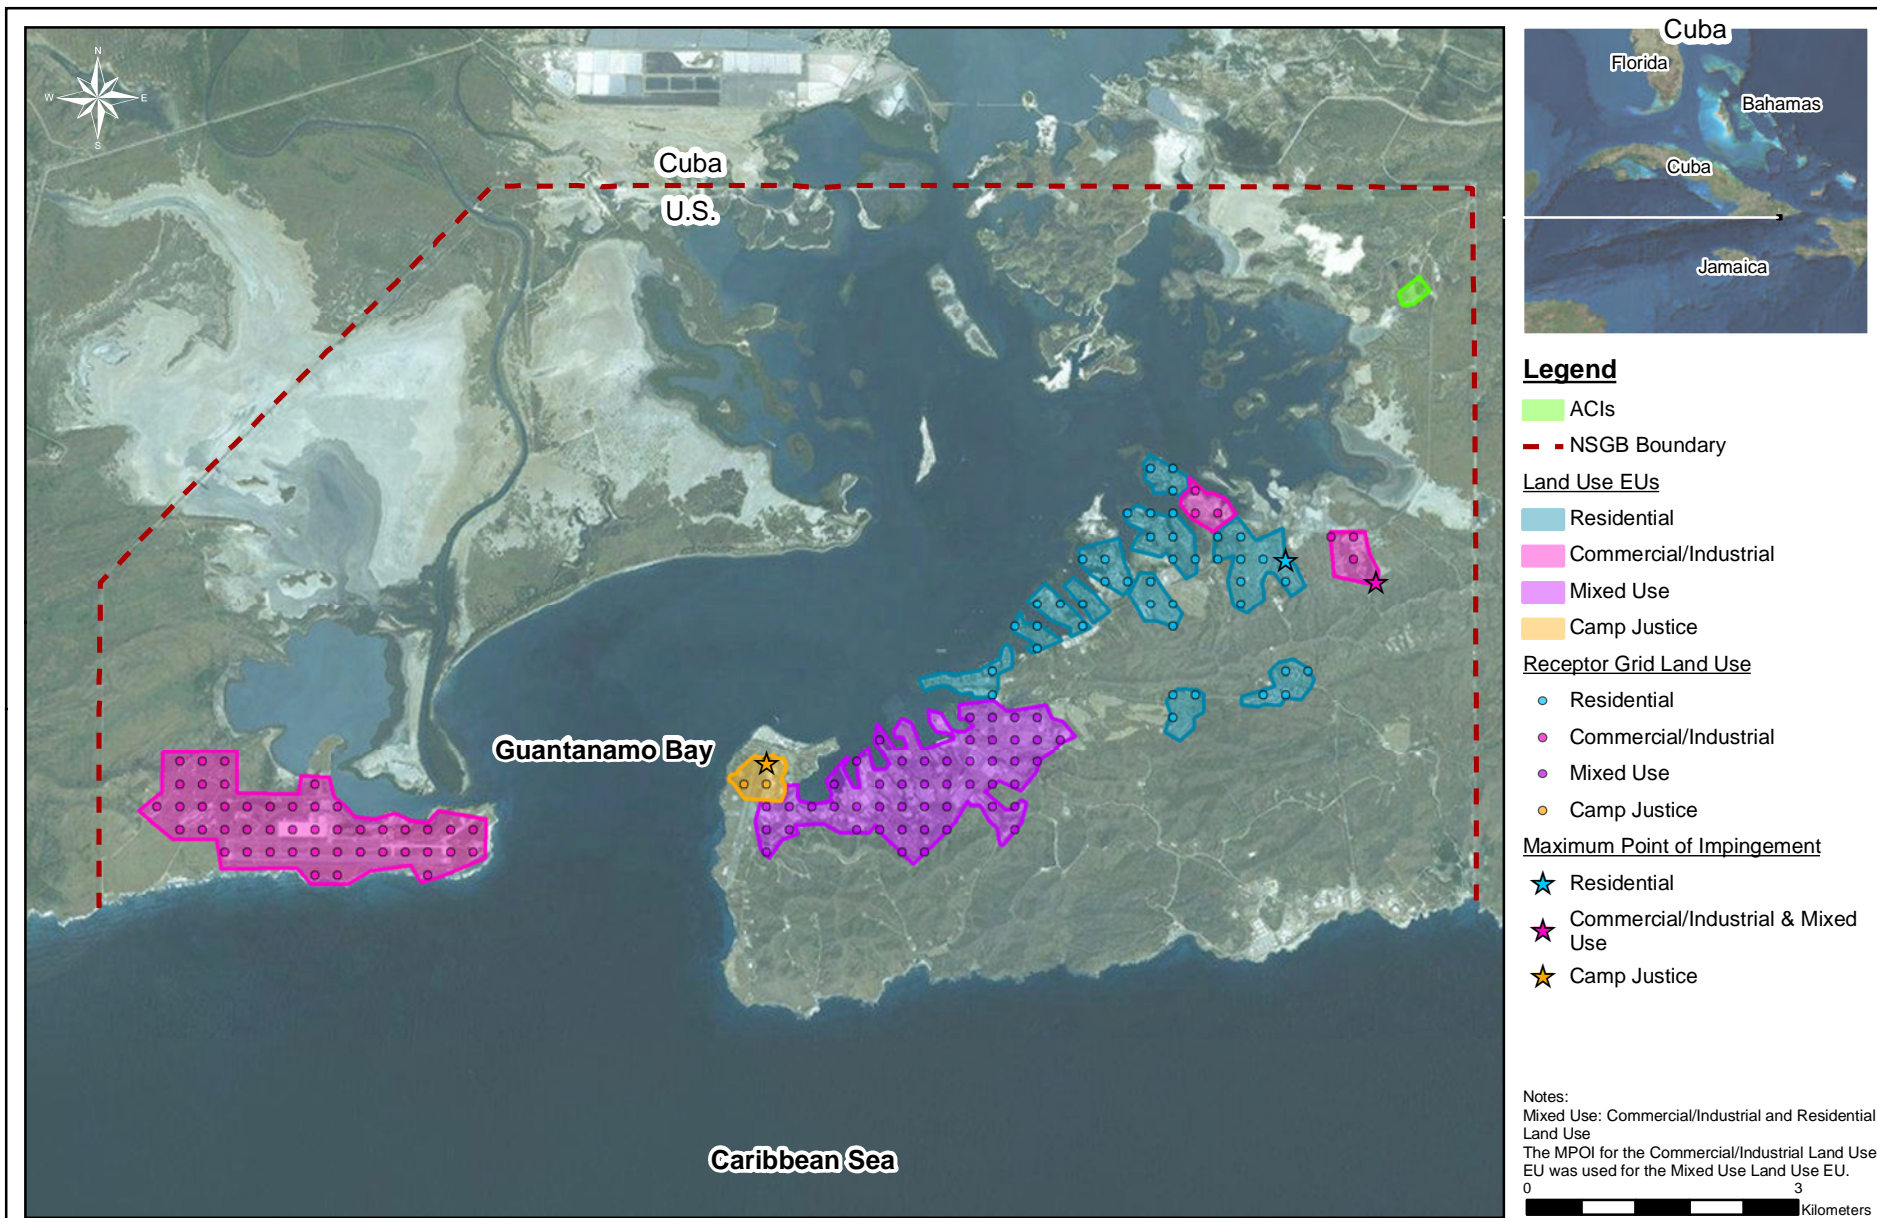 N
W
E
S
Cuba
U.S.
Guantanamo Bay
Caribbean Sea
Cuba
Florida
Bahamas
Cuba
Jamaica
Legend
ACIs
NSGB Boundary
Land Use EUs
Residential
Commercial/Industrial
Mixed Use
Camp Justice
Receptor Grid Land Use
Residential
Commercial/Industrial
Mixed Use
Camp Justice
Maximum Point of Impingement
Residential
Commercial/Industrial & Mixed
Use
Camp Justice
Notes:
Mixed Use: Commercial/Industrial and Residential
Land Use
The MPOI for the Commercial/Industrial Land Use
EU was used for the Mixed Use Land Use EU.
0 3
Kilometers